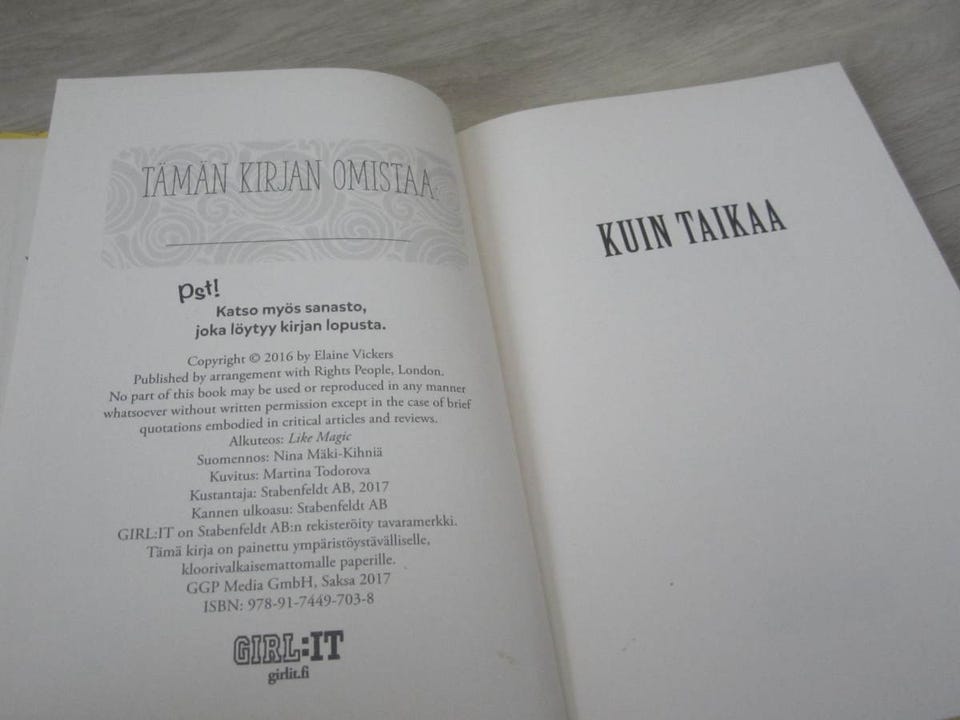 TÄMÄN KIRJAN OMISTAA:
Pst!
Katso myös sanasto,
joka löytyy kirjan lopusta.
Copyright © 2016 by Elaine Vickers
Published by arrangement with Rights People, London.
No part of this book may be used or reproduced in any manner
whatsoever without written permission except in the case of brief
quotations embodied in critical articles and reviews.
Alkuteos: Like Magic
Suomennos: Nina Mäki-Kihniä
Kuvitus: Martina Todorova
Kustantaja: Stabenfeldt AB, 2017
Kannen ulkoasu: Stabenfeldt AB
GIRL:IT on Stabenfeldt AB:n rekisteröity tavaramerkki.
Tämä kirja on painettu ympäristöystävälliselle,
kloorivalkaisemattomalle paperille.
GGP Media GmbH, Saksa 2017
ISBN: 978-91-7449-703-8
GIRL:IT
girlit.fi
KUIN TAIKAA